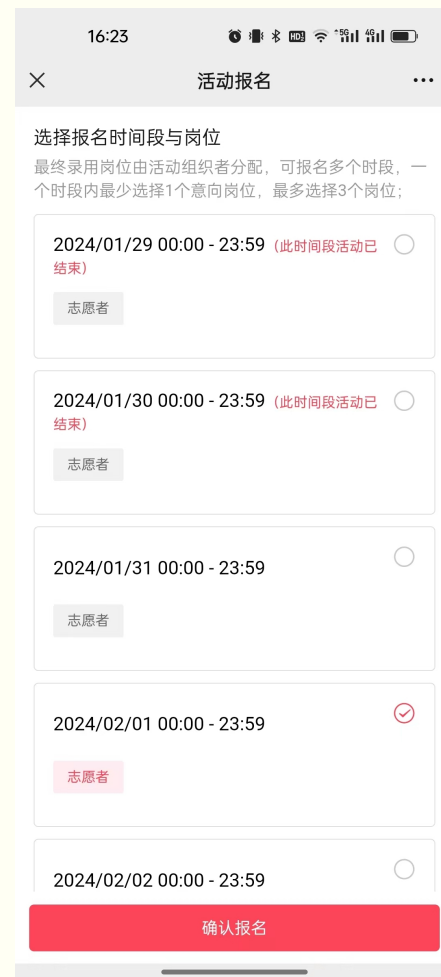 16:23
HD2 5G 4G
活动报名
选择报名时间段与岗位
最终录用岗位由活动组织者分配，可报名多个时段，一
个时段内最少选择1个意向岗位，最多选择3个岗位；
2024/01/29 00:00 - 23:59（此时间段活动已
结束）
志愿者
2024/01/30 00:00 - 23:59（此时间段活动已
结束）
志愿者
2024/01/31 00:00 - 23:59
志愿者
2024/02/01 00:00 - 23:59
志愿者
2024/02/02 00:00 - 23:59
确认报名